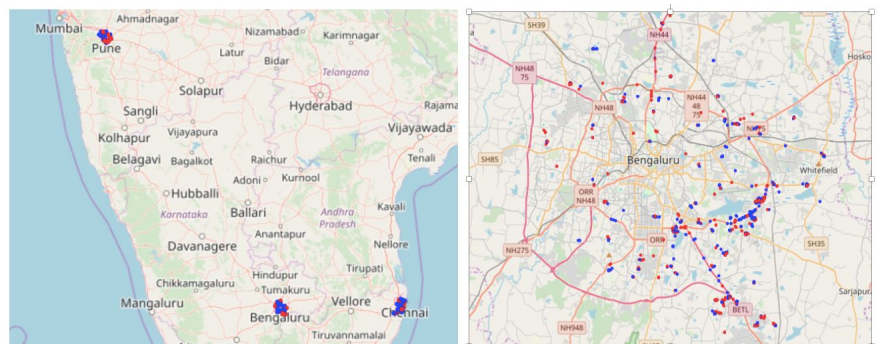 Mumbai
Ahmadnagar
Pune
Nizamabad
Karimnagar
Latur
Bidar
Telangana
Solapur
Hyderabad
Sangli
Kolhapur
Vijayapura
Vijayawada
Belagavi
Bagalkot
Raichur
Tenali
Adoni
Kurnool
Hubballi
Karnataka
Ballari
Andhra
Pradesh
Kavali
Anantapur
Davanagere
Nellore
Hindupur
Tirupati
Chikkamagaluru
Tumakuru
Mangaluru
Bengaluru
Vellore
Chennai
Tiruvannamalai
SH39
NH44
Hosko
NH48
75
NH48
NH44
48
75
SH85
Bengaluru
Whitefield
ORR
NH48
ORR
NH275
SH35
Sarjapur
BETL
NH948